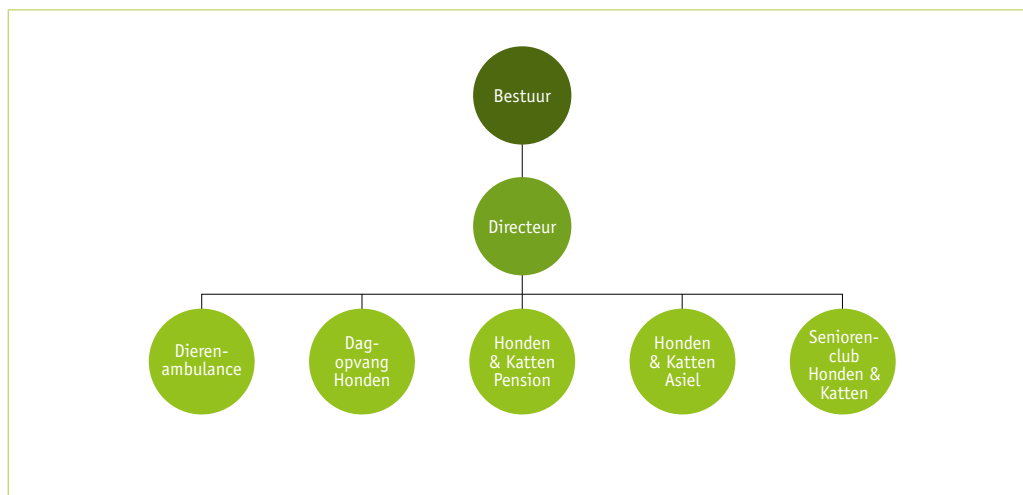 Bestuur
Directeur
Dieren-
ambulance
Dag-
opvang
Honden
Honden
& Katten
Pension
Honden
& Katten
Asiel
Senioren-
club
Honden &
Katten